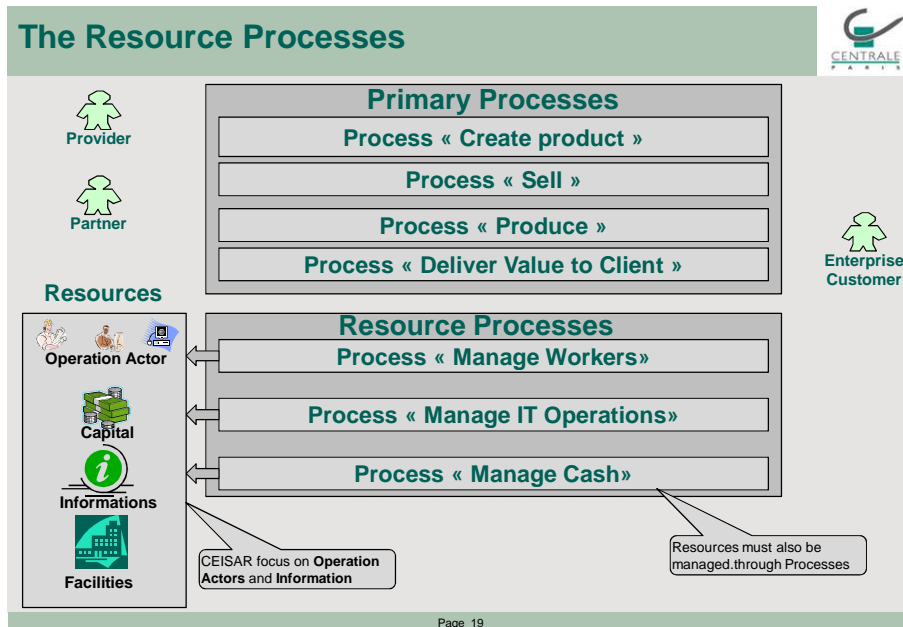 The Resource Processes
CENTRALE
PARIS
Primary Processes
Process « Create product »
Process « Sell »
Process « Produce »
Process « Deliver Value to Client »
Provider
Partner
Enterprise
Customer
Resources
Operation Actor
Capital
Informations
Facilities
Resource Processes
Process « Manage Workers»
Process « Manage IT Operations»
Process « Manage Cash»
CEISAR focus on Operation
Actors and Information
Resources must also be
managed.through Processes
Page 19